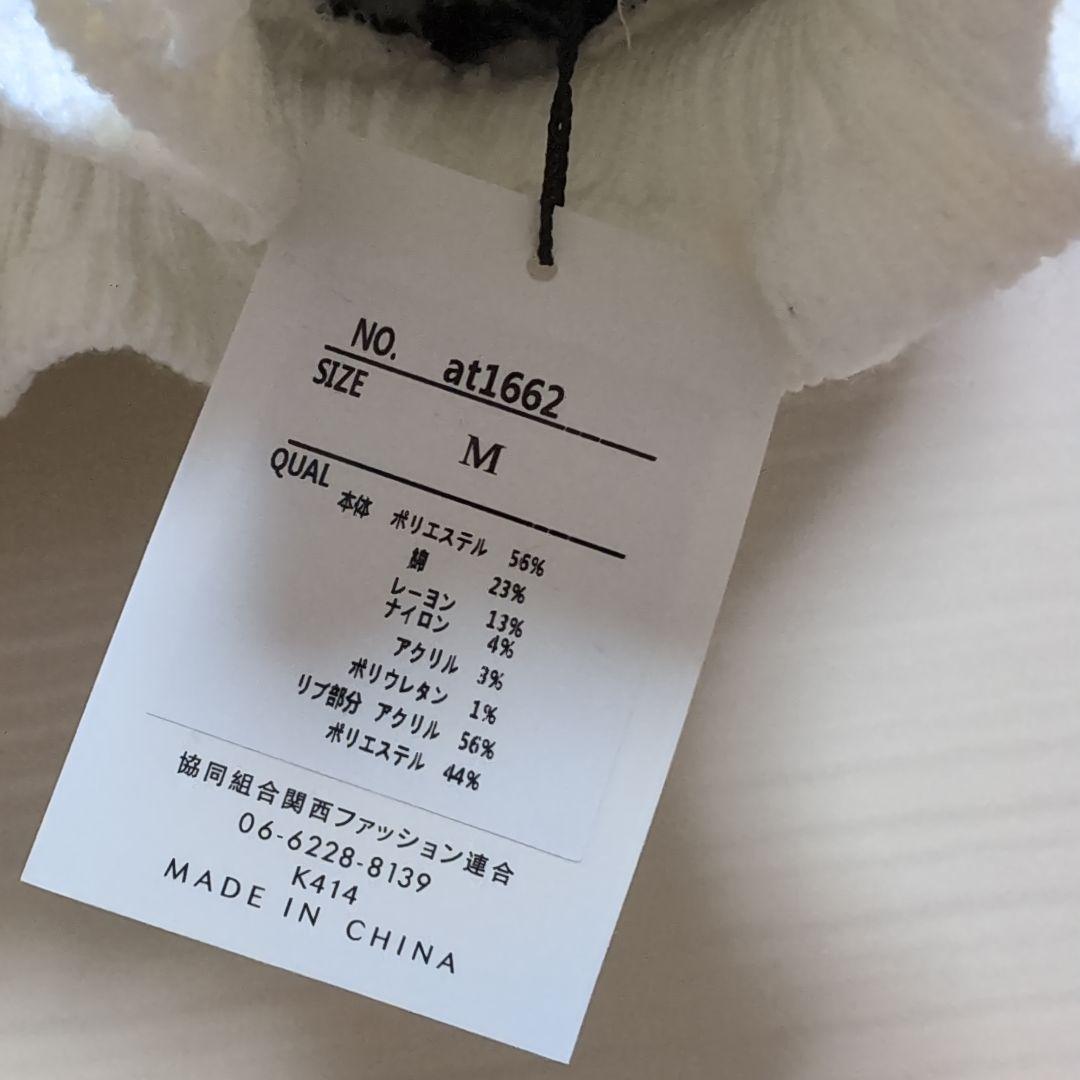 NO. at1662
SIZE
M
QUAL
本体 ポリエステル 56%
綿 23%
レーヨン 13%
ナイロン 4%
アクリル 3%
ポリウレタン 1%
リブ部分 アクリル 56%
ポリエステル 44%
協同組合関西ファッション連合
06-6228-8139
K414
MADE IN CHINA